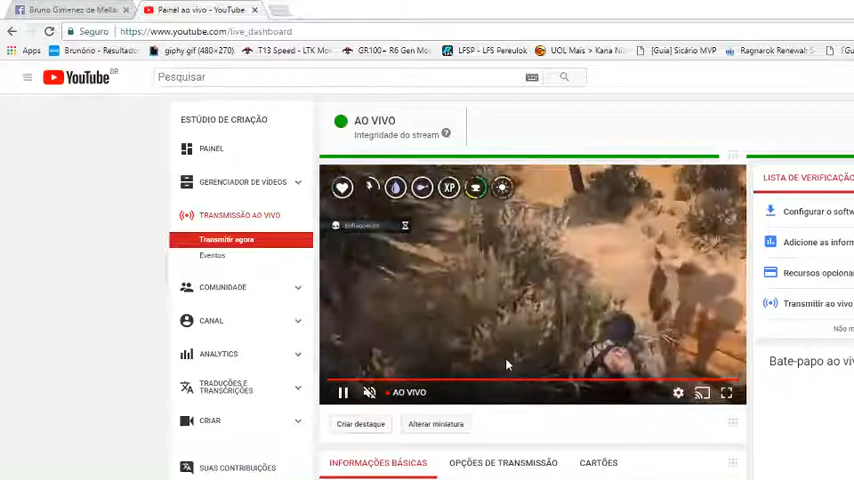 Bruno Gimenez de Mella
Painel ao vivo - YouTube
Seguro
https://www.youtube.com/live_dashboard
Apps
Brunório - Resultado
giphy.gif (480×270)
T13 Speed - LTK Mo
GR100+ R6 Gen Mo
LFSP - LFS Pereulok
UOL Mais > Kana Ni
[Guia] Sicário MVP
Ragnarok Renewal:
YouTube BR
Pesquisar
ESTÚDIO DE CRIAÇÃO
PAINEL
GERENCIADOR DE VÍDEOS
TRANSMISSÃO AO VIVO
Transmitir agora
Eventos
COMUNIDADE
CANAL
ANALYTICS
TRADUÇÕES E
TRANSCRIÇÕES
CRIAR
SUAS CONTRIBUIÇÕES
AO VIVO
Integridade do stream
XP
AO VIVO
Criar destaque
Alterar miniatura
INFORMAÇÕES BÁSICAS
OPÇÕES DE TRANSMISSÃO
CARTÕES
LISTA DE VERIFICAÇÃO
Configurar o softw
Adicione as inform
Recursos opcionai
Transmitir ao vivo
Não m
Bate-papo ao vi